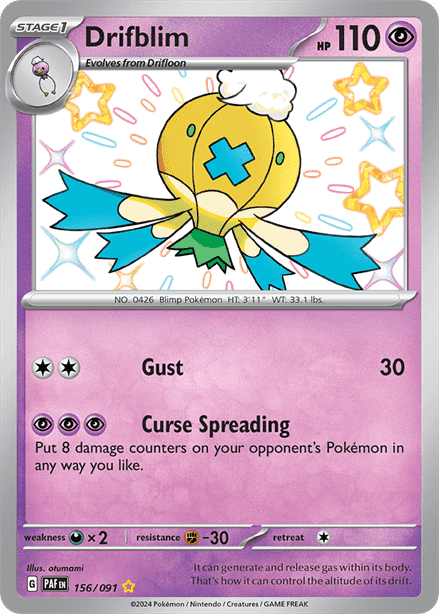 STAGE1
Drifblim
HP 110
Evolves from Drifloon
NO. 0426 Blimp Pokémon HT: 3'11" WT: 33.1 lbs.
Gust 30
Curse Spreading
Put 8 damage counters on your opponent's Pokémon in
any way you like.
weakness ×2 resistance -30 retreat
Illus. otumami
It can generate and release gas within its body.
G PAF EN 156/091
That's how it can control the altitude of its drift.
©2024 Pokémon / Nintendo / Creatures / GAME FREAK